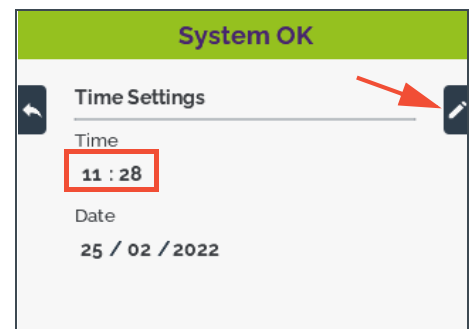 System OK
Time Settings
Time
11 : 28
Date
25 / 02 / 2022